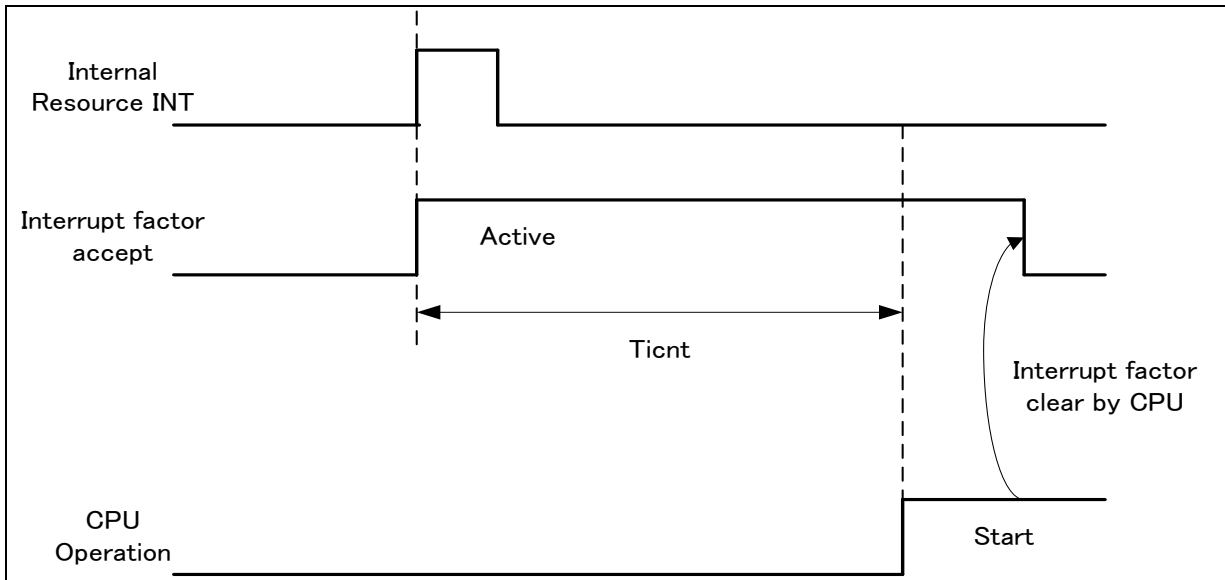 Internal
Resource INT
Interrupt factor
accept
Active
Ticnt
Interrupt factor
clear by CPU
CPU
Operation
Start